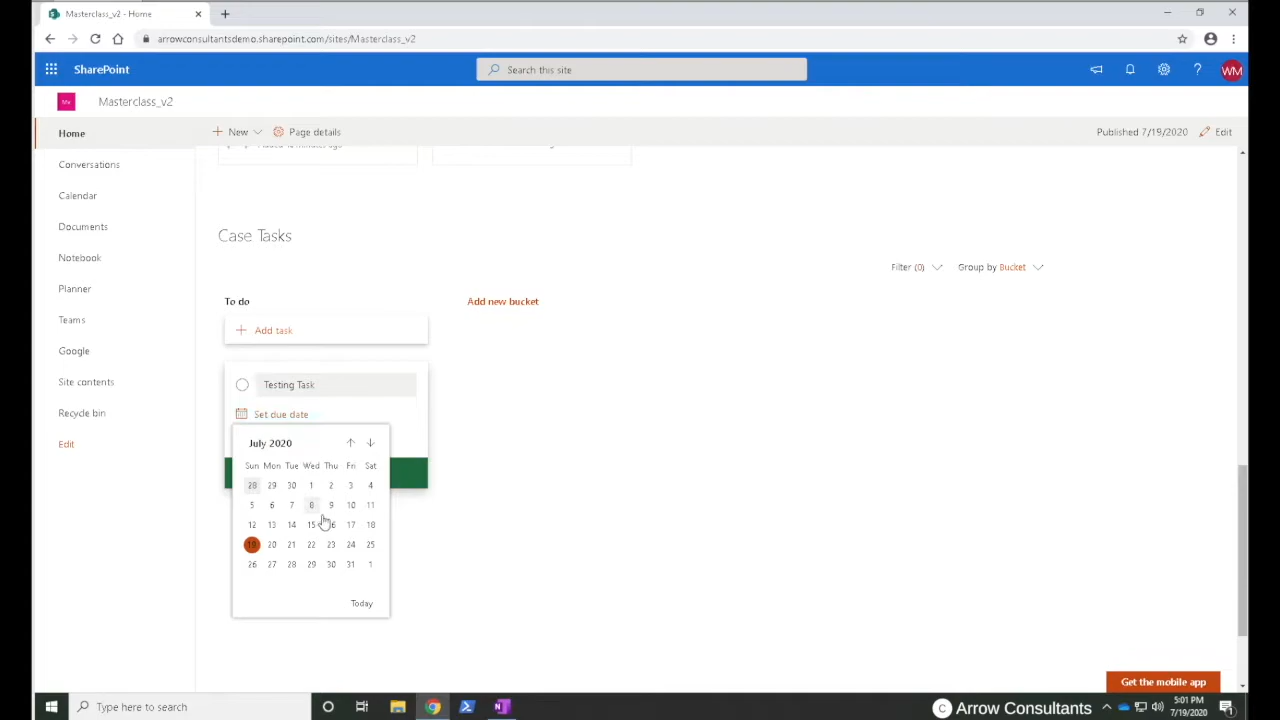 Masterclass_v2 - Home
arrowconsultantsdemo.sharepoint.com/sites/Masterclass_v2
SharePoint
Search this site
WM
Masterclass_v2
Home
New
Page details
Published 7/19/2020
Edit
Conversations
Calendar
Documents
Notebook
Planner
Teams
Google
Site contents
Recycle bin
Edit
Case Tasks
Filter (0)
Group by Bucket
To do
Add new bucket
Add task
Testing Task
Set due date
July 2020
Sun Mon Tue Wed Thu Fri Sat
28 29 30 1 2 3 4
5 6 7 8 9 10 11
12 13 14 15 16 17 18
19 20 21 22 23 24 25
26 27 28 29 30 31 1
Today
Get the mobile app
Type here to search
Arrow Consultants
5:01 PM
7/19/2020